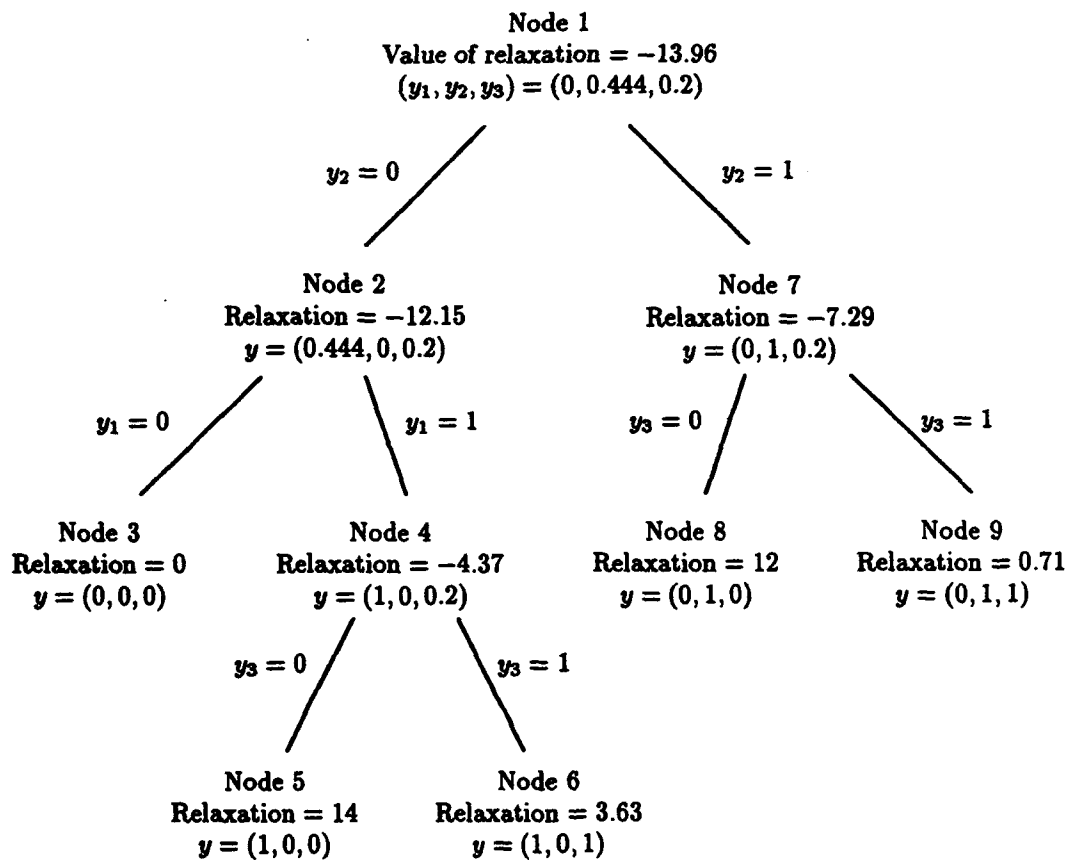 Node 1
Value of relaxation = −13.96
(y₁, y₂, y₃) = (0, 0.444, 0.2)
y₂ = 0
y₂ = 1
Node 2
Relaxation = −12.15
y = (0.444, 0, 0.2)
Node 7
Relaxation = −7.29
y = (0, 1, 0.2)
y₁ = 0
y₁ = 1
y₃ = 0
y₃ = 1
Node 3
Relaxation = 0
y = (0, 0, 0)
Node 4
Relaxation = −4.37
y = (1, 0, 0.2)
Node 8
Relaxation = 12
y = (0, 1, 0)
Node 9
Relaxation = 0.71
y = (0, 1, 1)
y₃ = 0
y₃ = 1
Node 5
Relaxation = 14
y = (1, 0, 0)
Node 6
Relaxation = 3.63
y = (1, 0, 1)